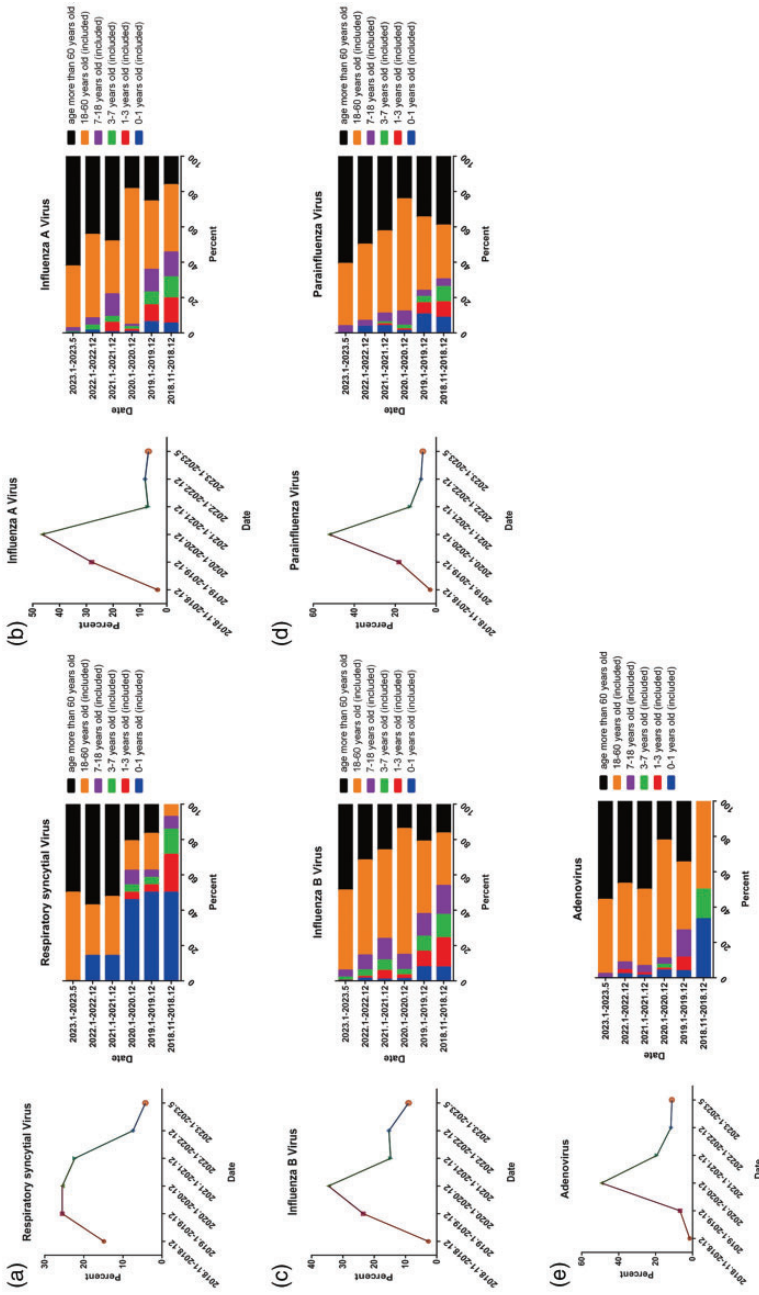 (a)
Respiratory syncytial Virus
Percent
30
20
10
0
2018.11-2018.12
2019.1-2019.12
2020.1-2020.12
2021.1-2021.12
2022.1-2022.12
2023.1-2023.5
Date
Respiratory syncytial Virus
Date
2023.1-2023.5
2022.1-2022.12
2021.1-2021.12
2020.1-2020.12
2019.1-2019.12
2018.11-2018.12
0 20 40 60 80 100
Percent
age more than 60 years old
18-60 years old (included)
7-18 years old (included)
3-7 years old (included)
1-3 years old (included)
0-1 years old (included)
(b)
Influenza A Virus
Percent
50
40
30
20
10
0
2018.11-2018.12
2019.1-2019.12
2020.1-2020.12
2021.1-2021.12
2022.1-2022.12
2023.1-2023.5
Date
Influenza A Virus
Date
2023.1-2023.5
2022.1-2022.12
2021.1-2021.12
2020.1-2020.12
2019.1-2019.12
2018.11-2018.12
0 20 40 60 80 100
Percent
age more than 60 years old
18-60 years old (included)
7-18 years old (included)
3-7 years old (included)
1-3 years old (included)
0-1 years old (included)
(c)
Influenza B Virus
Percent
40
30
20
10
0
2018.11-2018.12
2019.1-2019.12
2020.1-2020.12
2021.1-2021.12
2022.1-2022.12
2023.1-2023.5
Date
Influenza B Virus
Date
2023.1-2023.5
2022.1-2022.12
2021.1-2021.12
2020.1-2020.12
2019.1-2019.12
2018.11-2018.12
0 20 40 60 80 100
Percent
age more than 60 years old
18-60 years old (included)
7-18 years old (included)
3-7 years old (included)
1-3 years old (included)
0-1 years old (included)
(d)
Parainfluenza Virus
Percent
60
40
20
0
2018.11-2018.12
2019.1-2019.12
2020.1-2020.12
2021.1-2021.12
2022.1-2022.12
2023.1-2023.5
Date
Parainfluenza Virus
Date
2023.1-2023.5
2022.1-2022.12
2021.1-2021.12
2020.1-2020.12
2019.1-2019.12
2018.11-2018.12
0 20 40 60 80 100
Percent
age more than 60 years old
18-60 years old (included)
7-18 years old (included)
3-7 years old (included)
1-3 years old (included)
0-1 years old (included)
(e)
Adenovirus
Percent
60
40
20
0
2018.11-2018.12
2019.1-2019.12
2020.1-2020.12
2021.1-2021.12
2022.1-2022.12
2023.1-2023.5
Date
Adenovirus
Date
2023.1-2023.5
2022.1-2022.12
2021.1-2021.12
2020.1-2020.12
2019.1-2019.12
2018.11-2018.12
0 20 40 60 80 100
Percent
age more than 60 years old
18-60 years old (included)
7-18 years old (included)
3-7 years old (included)
1-3 years old (included)
0-1 years old (included)